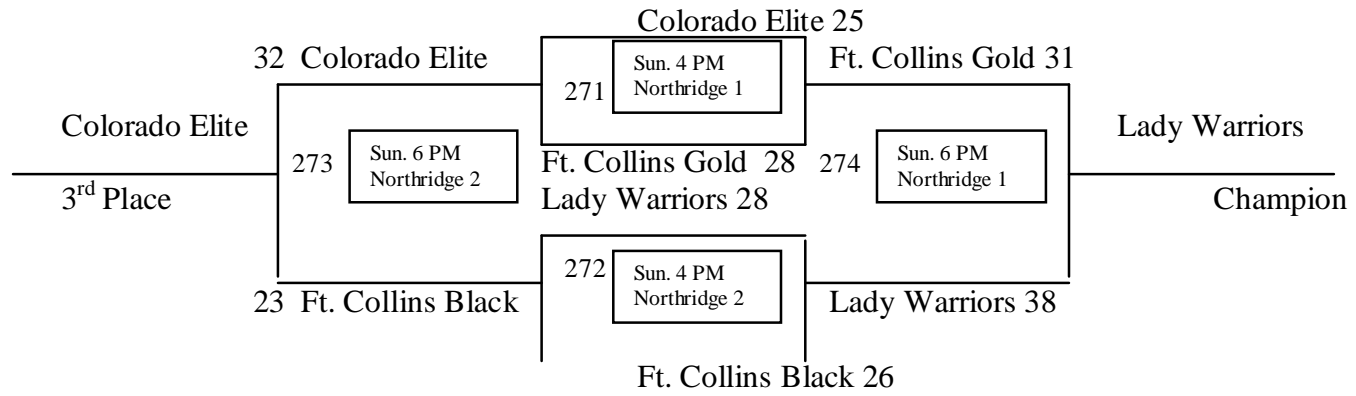 Colorado Elite 25
32 Colorado Elite
271
Sun. 4 PM
Northridge 1
Ft. Collins Gold 31
Colorado Elite
3rd Place
273
Sun. 6 PM
Northridge 2
Ft. Collins Gold 28
Lady Warriors 28
274
Sun. 6 PM
Northridge 1
Lady Warriors
Champion
272
Sun. 4 PM
Northridge 2
23 Ft. Collins Black
Lady Warriors 38
Ft. Collins Black 26